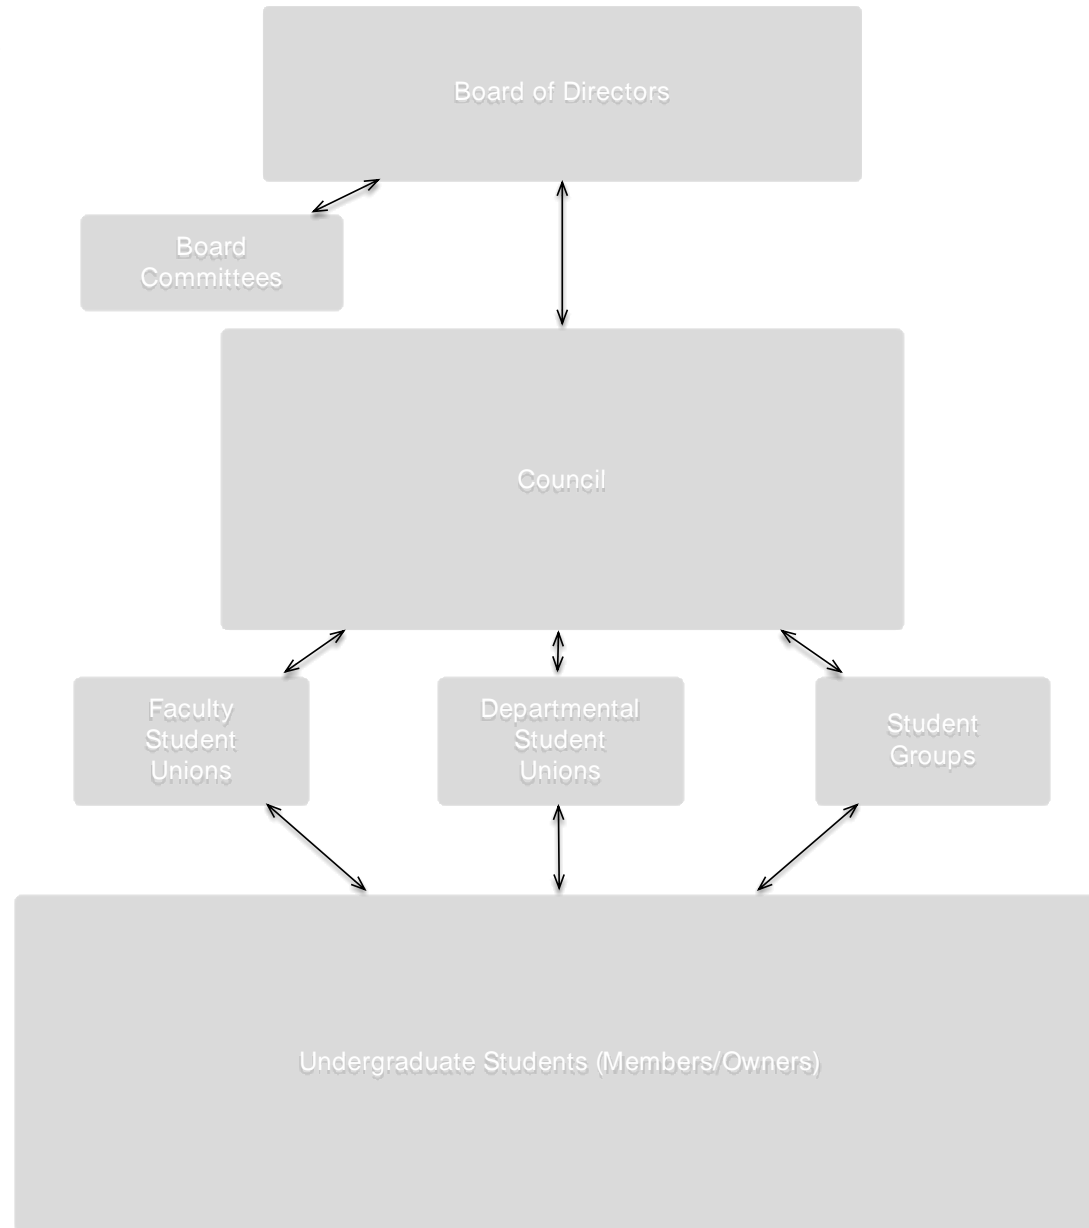 Board of Directors
Board
Committees
Council
Faculty
Student
Unions
Departmental
Student
Unions
Student
Groups
Undergraduate Students (Members/Owners)